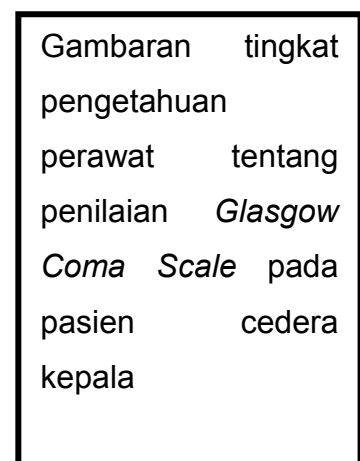 Gambaran tingkat
pengetahuan
perawat tentang
penilaian Glasgow
Coma Scale pada
pasien cedera
kepala